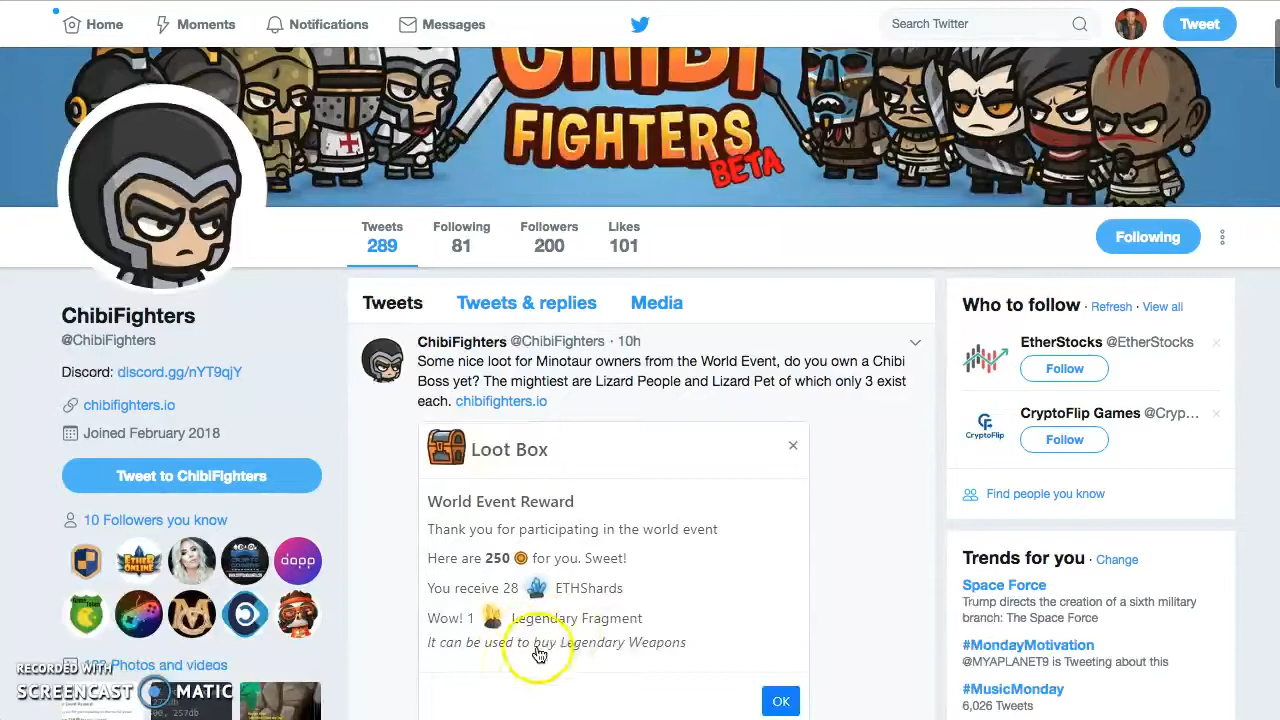 Home
Moments
Notifications
Messages
Search Twitter
Tweet
CHIBI
FIGHTERS
BETA
Tweets
289
Following
81
Followers
200
Likes
101
Following
ChibiFighters
@ChibiFighters
Discord: discord.gg/nYT9qjY
chibifighters.io
Joined February 2018
Tweet to ChibiFighters
10 Followers you know
dapp
Photos and videos
RECORDED WITH
SCREENCAST MATIC
Tweets Tweets & replies Media
ChibiFighters @ChibiFighters · 10h
Some nice loot for Minotaur owners from the World Event, do you own a Chibi
Boss yet? The mightiest are Lizard People and Lizard Pet of which only 3 exist
each. chibifighters.io
Loot Box
World Event Reward
Thank you for participating in the world event
Here are 250 for you. Sweet!
You receive 28 ETHShards
Wow! 1 Legendary Fragment
It can be used to buy Legendary Weapons
OK
Who to follow · Refresh · View all
EtherStocks @EtherStocks
Follow
CryptoFlip Games @Cryp...
Follow
Find people you know
Trends for you · Change
Space Force
Trump directs the creation of a sixth military
branch: The Space Force
#MondayMotivation
@MYAPLANET9 is Tweeting about this
#MusicMonday
6,026 Tweets